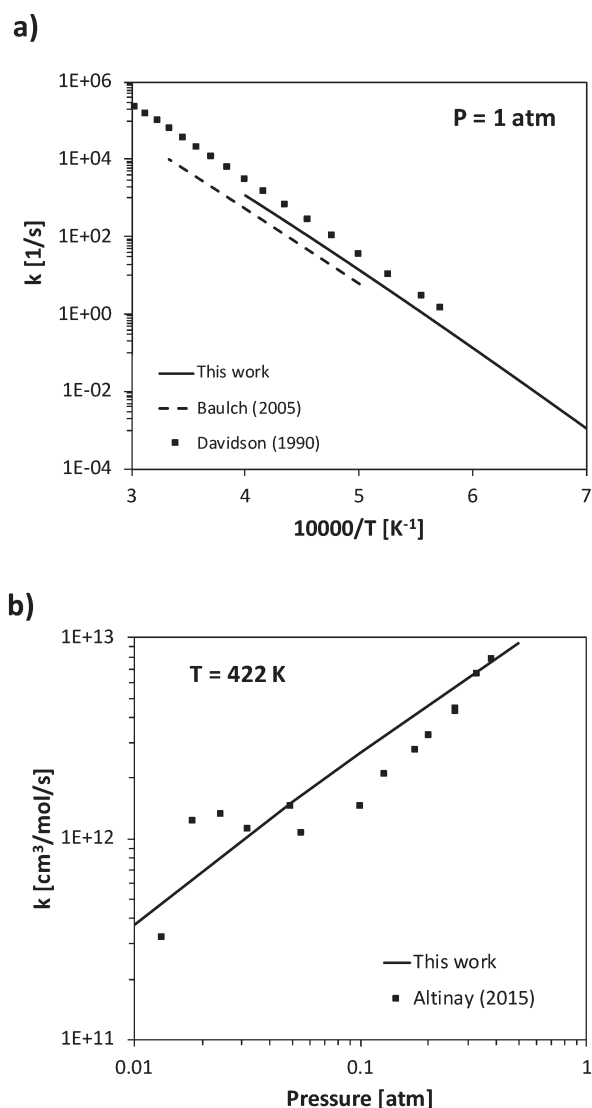 a)
1E+06
1E+04
1E+02
1E+00
1E-02
1E-04
k [1/s]
P = 1 atm
This work
Baulch (2005)
Davidson (1990)
3 4 5 6 7
10000/T [K⁻¹]
b)
1E+13
1E+12
1E+11
k [cm³/mol/s]
T = 422 K
This work
Altinay (2015)
0.01 0.1 1
Pressure [atm]